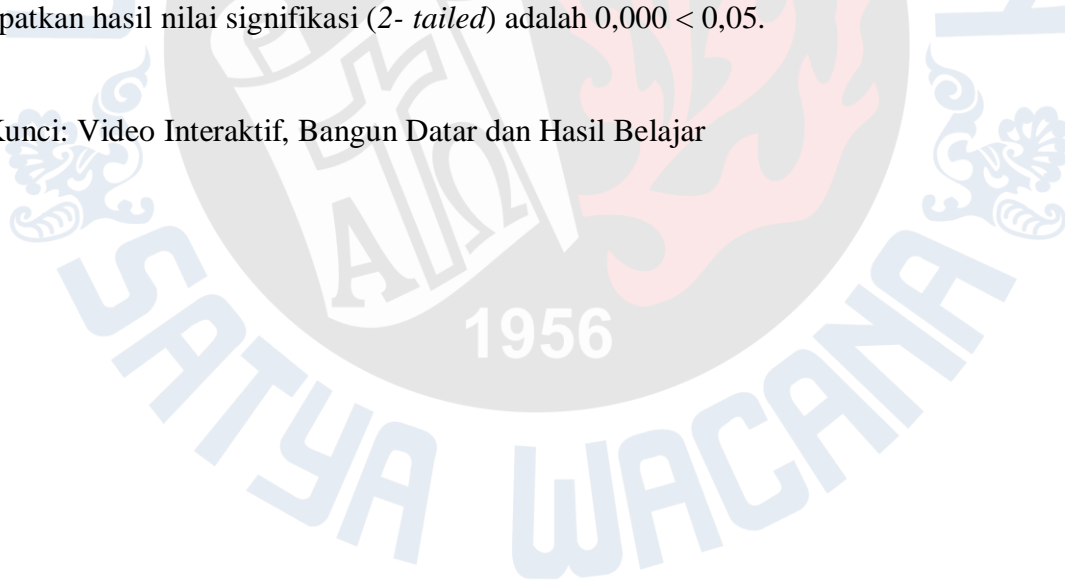 patkan hasil nilai signifikasi (2- tailed) adalah 0,000 < 0,05.
Kunci: Video Interaktif, Bangun Datar dan Hasil Belajar
1956
SATYA WACANA